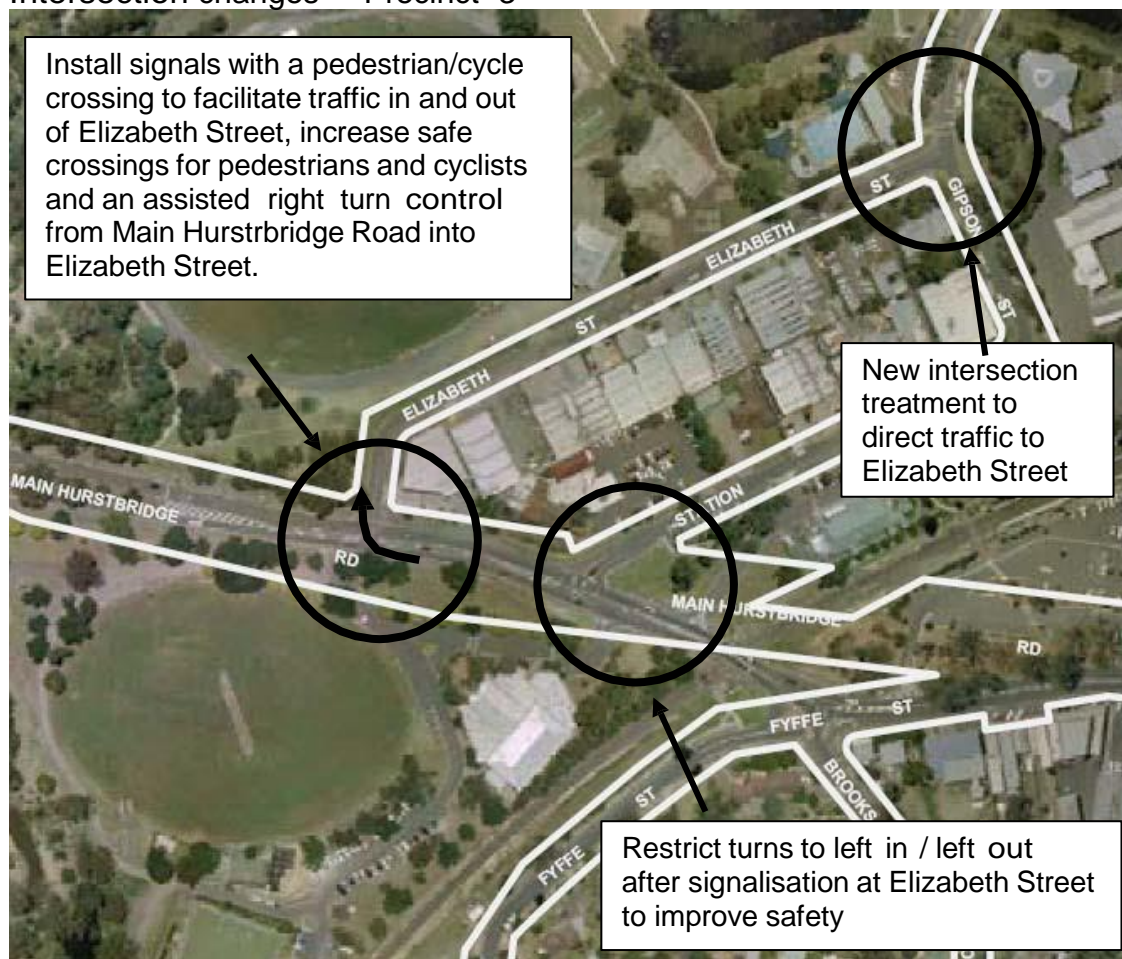 Install signals with a pedestrian/cycle
crossing to facilitate traffic in and out
of Elizabeth Street, increase safe
crossings for pedestrians and cyclists
and an assisted right turn control
from Main Hurstrbridge Road into
Elizabeth Street.
ST
GIPSON
ST
ELIZABETH
ST
ELIZABETH
New intersection
treatment to
direct traffic to
Elizabeth Street
MAIN HURSTBRIDGE
RD
STATION
MAIN HURSTBRIDGE
RD
FYFFE
ST
BROOKS
ST
FYFFE
Restrict turns to left in / left out
after signalisation at Elizabeth Street
to improve safety